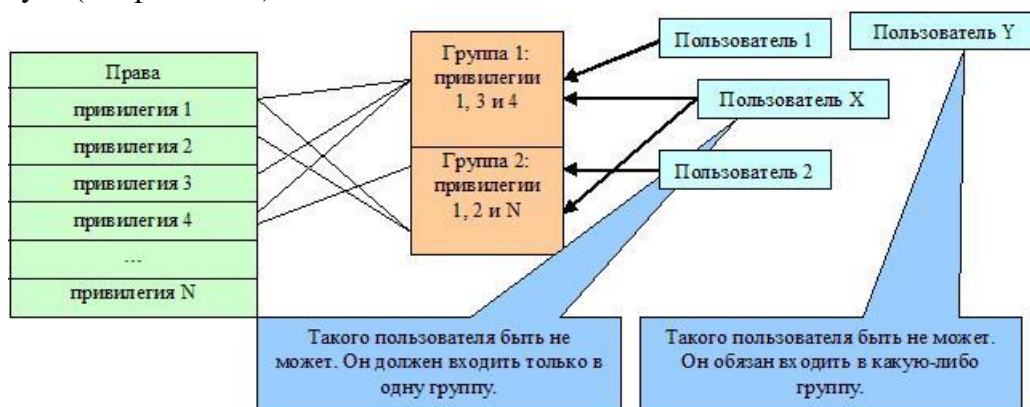 Права
привилегия 1
привилегия 2
привилегия 3
привилегия 4
...
привилегия N
Группа 1:
привилегии
1, 3 и 4
Группа 2:
привилегии
1, 2 и N
Пользователь 1
Пользователь X
Пользователь 2
Пользователь Y
Такого пользователя быть не
может. Он должен входить только в
одну группу.
Такого пользователя быть не может.
Он обязан входить в какую-либо
группу.